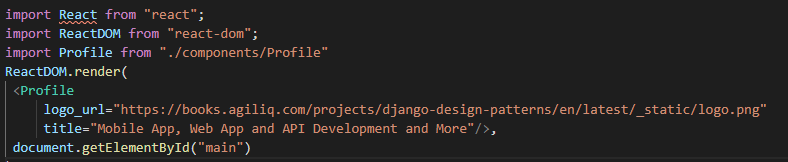 import React from "react";
import ReactDOM from "react-dom";
import Profile from "./components/Profile"
ReactDOM.render(
<Profile
logo_url="https://books.agiliq.com/projects/django-design-patterns/en/latest/_static/logo.png"
title="Mobile App, Web App and API Development and More"/>,
document.getElementById("main")